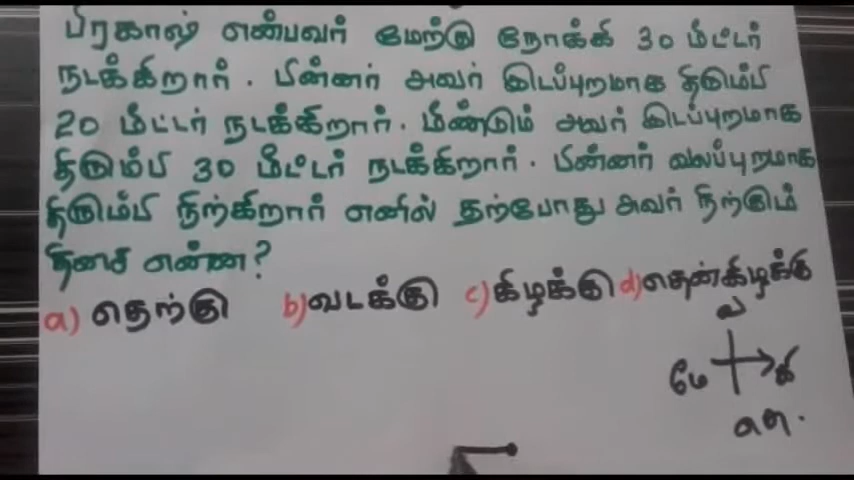 பிரகாஷ் என்பவர் மேற்கு நோக்கி 30 மீட்டர்
நடக்கிறார். பின்னர் அவர் இடப்புறமாக திரும்பி
20 மீட்டர் நடக்கிறார். மீண்டும் அவர் இடப்புறமாக
திரும்பி 30 மீட்டர் நடக்கிறார். பின்னர் வலப்புறமாக
திரும்பி நிற்கிறார் எனில் தற்போது அவர் நிற்கும்
திசை என்ன?
a) தெற்கு b) வடக்கு c) கிழக்கு d) தென்கிழக்கு
வ
மே கி
தெ.